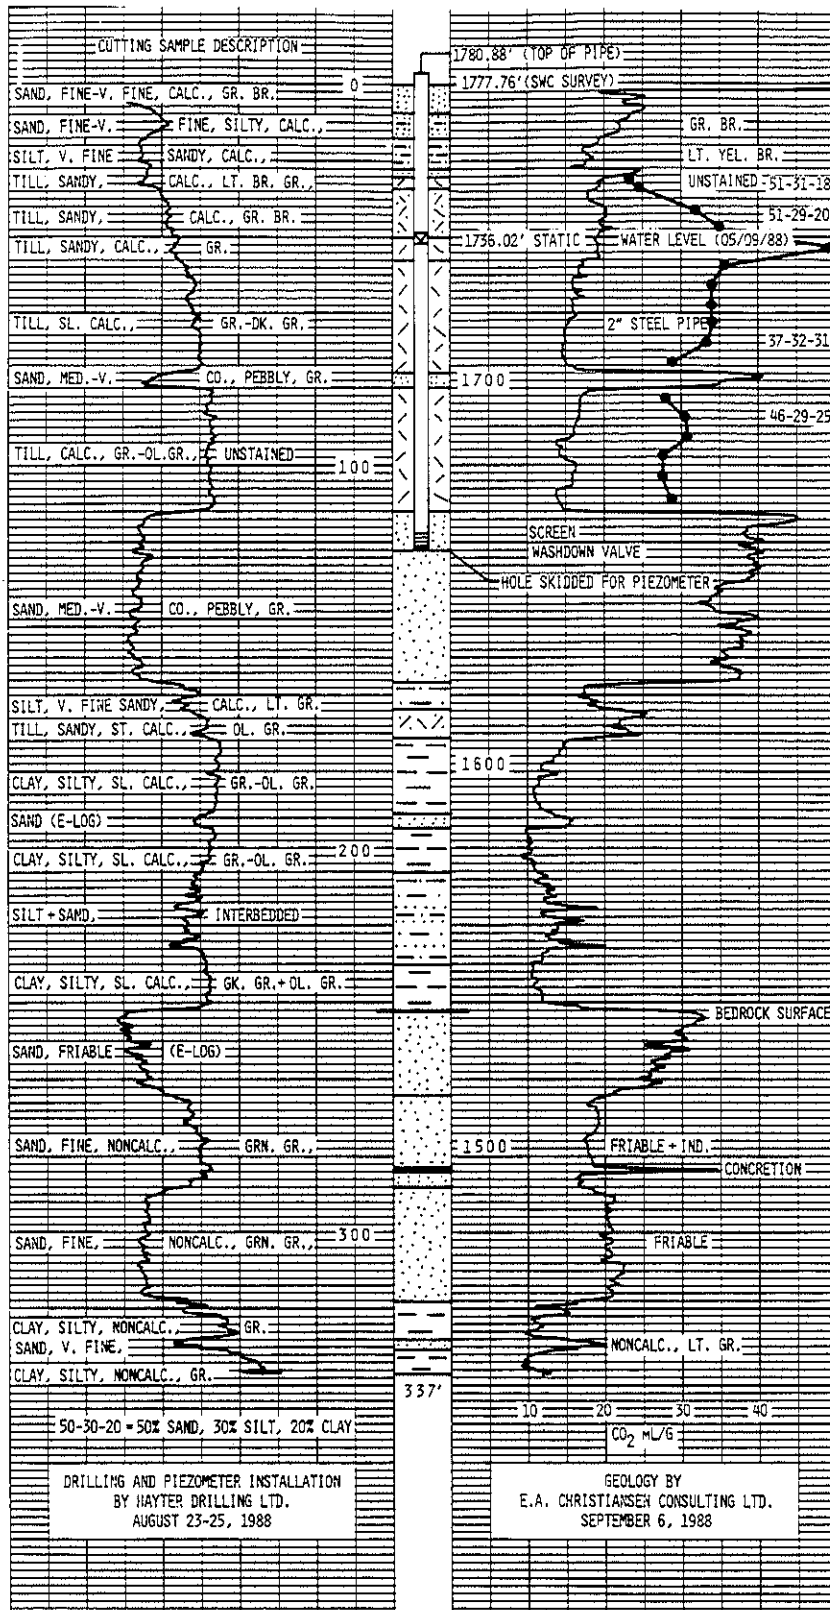 CUTTING SAMPLE DESCRIPTION
1780.88' (TOP OF PIPE)
0
1777.76' (SWC SURVEY)
SAND, FINE-V. FINE, CALC., GR. BR.
SAND, FINE-V. FINE, SILTY, CALC., GR. BR.
SILT, V. FINE SANDY, CALC., LT. YEL. BR.
TILL, SANDY, CALC., LT. BR. GR., UNSTAINED 51-31-18
TILL, SANDY, CALC., GR. BR. 51-29-20
TILL, SANDY, CALC., GR. 1736.02' STATIC WATER LEVEL (05/09/88)
TILL, SL. CALC., GR.-DK. GR. 2" STEEL PIPE
37-32-31
SAND, MED.-V. CO., PEBBLY, GR. 1700
46-29-25
TILL, CALC., GR.-OL.GR., UNSTAINED
100
SCREEN
WASHDOWN VALVE
HOLE SKIDDED FOR PIEZOMETER
SAND, MED.-V. CO., PEBBLY, GR.
SILT, V. FINE SANDY, CALC., LT. GR.
TILL, SANDY, ST. CALC., OL. GR.
1600
CLAY, SILTY, SL. CALC., GR.-OL. GR.
SAND (E-LOG)
200
CLAY, SILTY, SL. CALC., GR.-OL. GR.
SILT + SAND, INTERBEDDED
CLAY, SILTY, SL. CALC., GK. GR.+ OL. GR.
BEDROCK SURFACE
SAND, FRIABLE (E-LOG)
SAND, FINE, NONCALC., GRN. GR., 1500 FRIABLE + IND.
CONCRETION
300
SAND, FINE, NONCALC., GRN. GR., FRIABLE
CLAY, SILTY, NONCALC., GR.
SAND, V. FINE, NONCALC., LT. GR.
CLAY, SILTY, NONCALC., GR.
337'
10 20 30 40
CO2 ML/G
50-30-20 = 50% SAND, 30% SILT, 20% CLAY
DRILLING AND PIEZOMETER INSTALLATION
BY HAYTER DRILLING LTD.
AUGUST 23-25, 1988
GEOLOGY BY
E.A. CHRISTIANSEN CONSULTING LTD.
SEPTEMBER 6, 1988